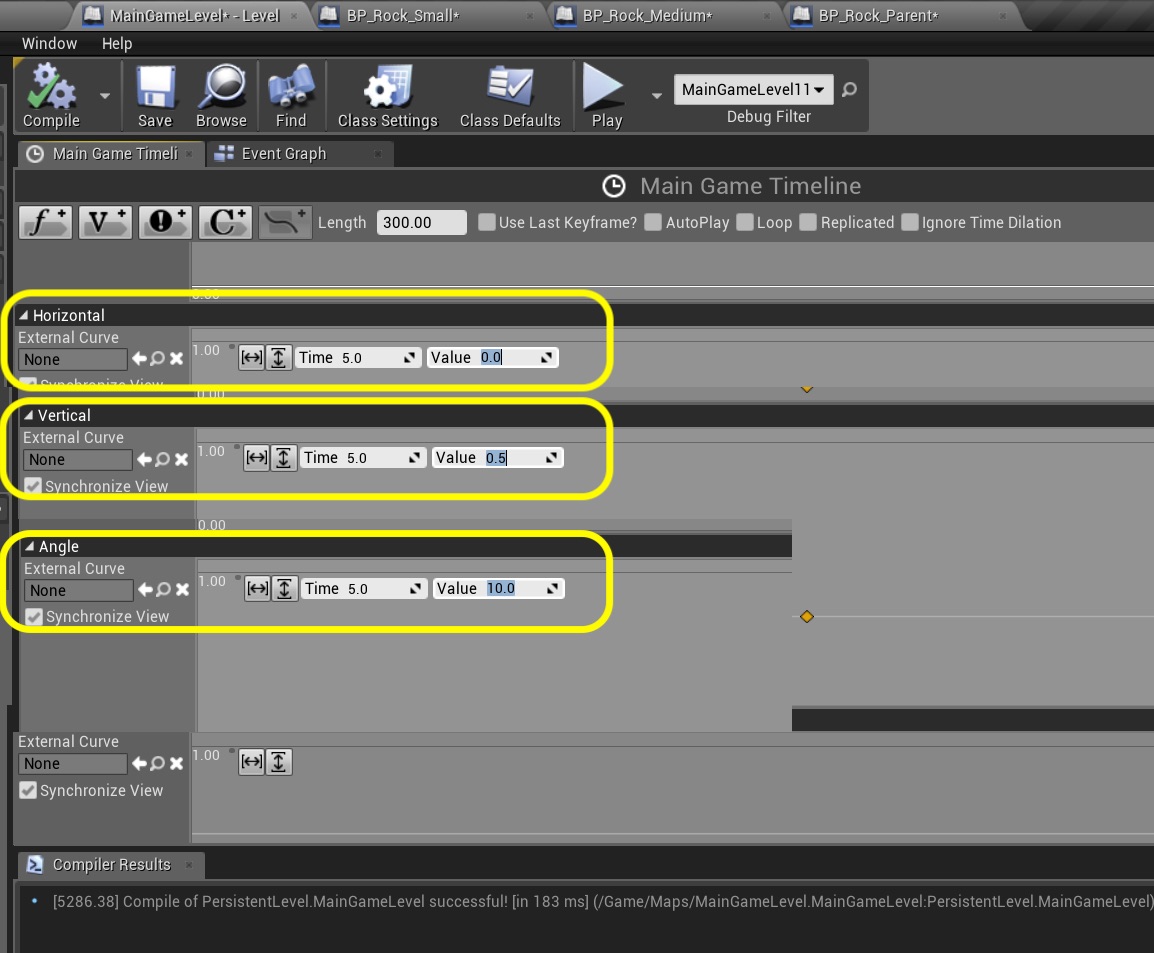 MainGameLevel* - Level
BP_Rock_Small*
BP_Rock_Medium*
BP_Rock_Parent*
Window Help
Compile
Save
Browse
Find
Class Settings
Class Defaults
Play
MainGameLevel11
Debug Filter
Main Game Timeli
Event Graph
Main Game Timeline
f+ V+ !+ C+ + Length 300.00 Use Last Keyframe? AutoPlay Loop Replicated Ignore Time Dilation
0.00
Horizontal
External Curve
None
1.00
Time 5.0
Value 0.0
Synchronize View
0.00
Vertical
External Curve
None
1.00
Time 5.0
Value 0.5
Synchronize View
0.00
Angle
External Curve
None
1.00
Time 5.0
Value 10.0
Synchronize View
External Curve
None
1.00
Synchronize View
Compiler Results
[5286.38] Compile of PersistentLevel.MainGameLevel successful! [in 183 ms] (/Game/Maps/MainGameLevel.MainGameLevel:PersistentLevel.MainGameLevel)